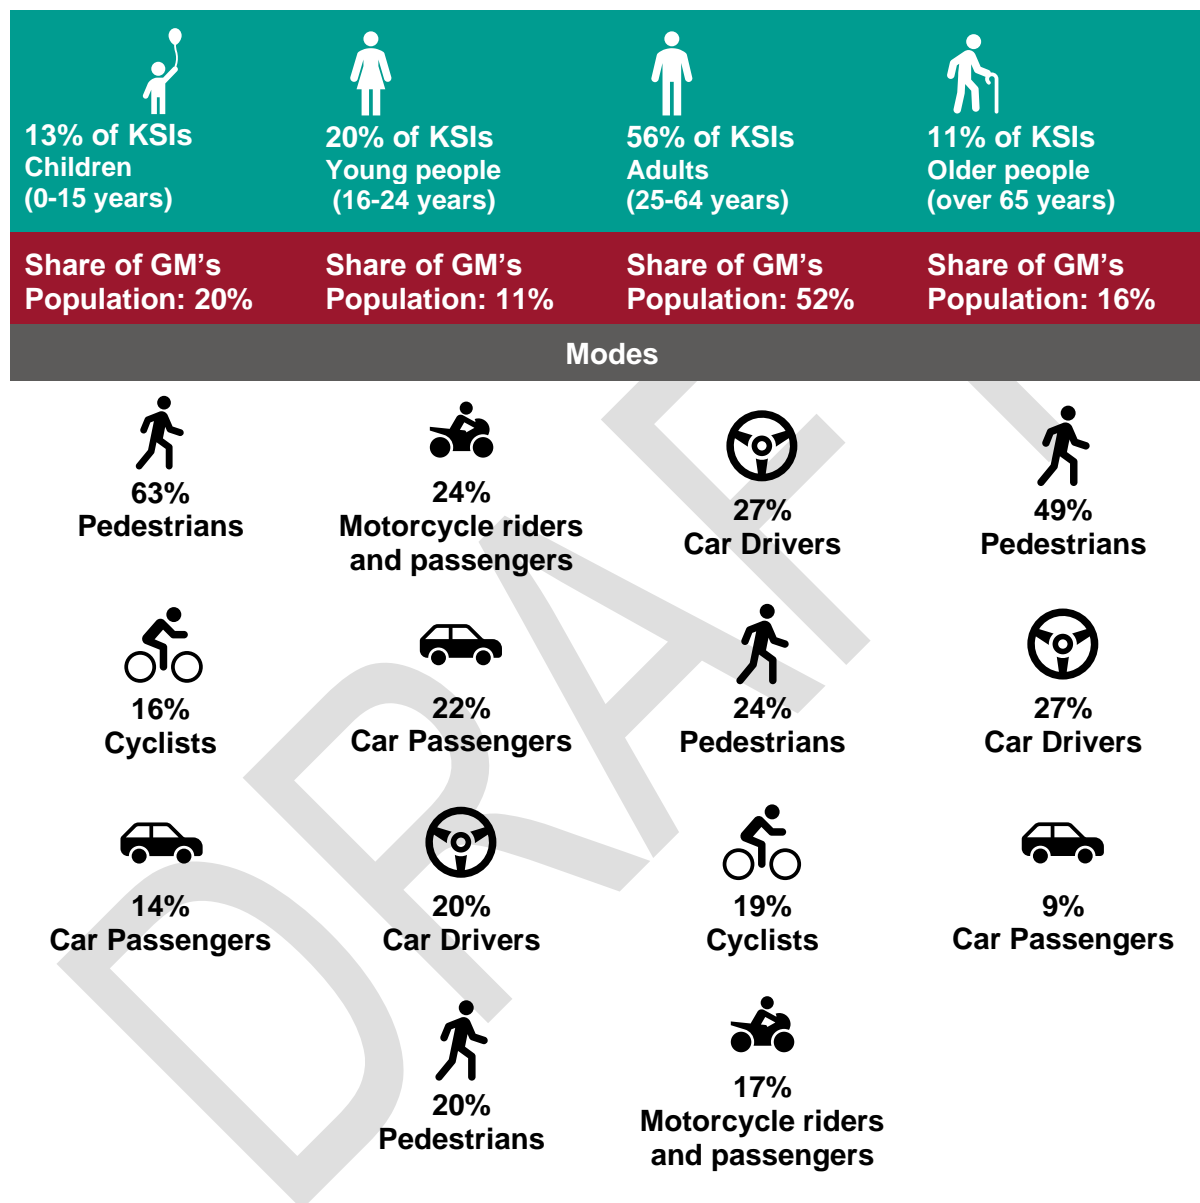 13% of KSIs
Children
(0-15 years)
20% of KSIs
Young people
(16-24 years)
56% of KSIs
Adults
(25-64 years)
11% of KSIs
Older people
(over 65 years)
Share of GM’s
Population: 20%
Share of GM’s
Population: 11%
Share of GM’s
Population: 52%
Share of GM’s
Population: 16%
Modes
63%
Pedestrians
24%
Motorcycle riders
and passengers
27%
Car Drivers
49%
Pedestrians
16%
Cyclists
22%
Car Passengers
24%
Pedestrians
27%
Car Drivers
14%
Car Passengers
20%
Car Drivers
19%
Cyclists
9%
Car Passengers
20%
Pedestrians
17%
Motorcycle riders
and passengers
DRAFT